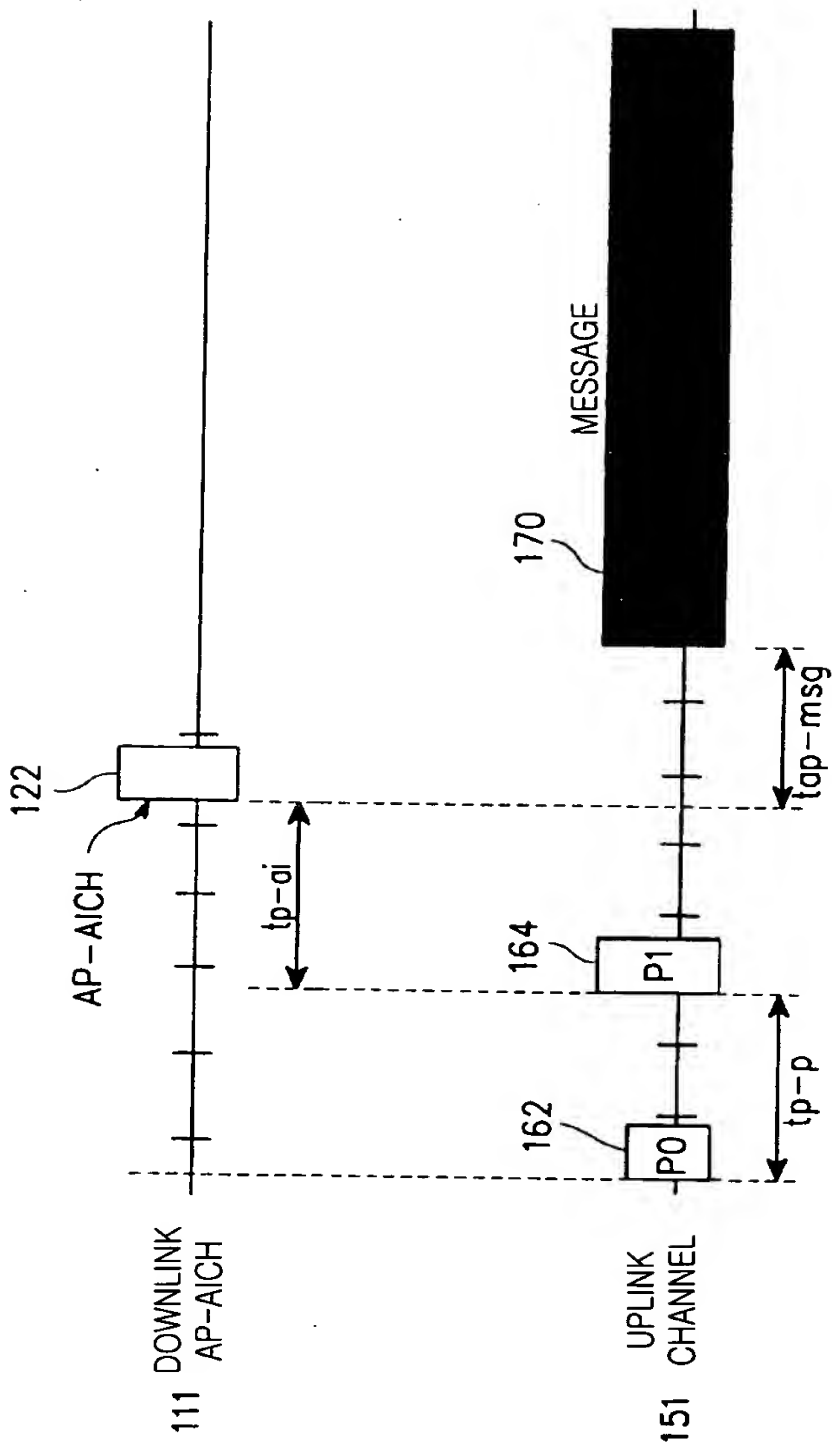 111 DOWNLINK
AP-AICH
AP-AICH
122
tp-ai
151 UPLINK
CHANNEL
162
P0
164
P1
170
MESSAGE
tp-p
tap-msg